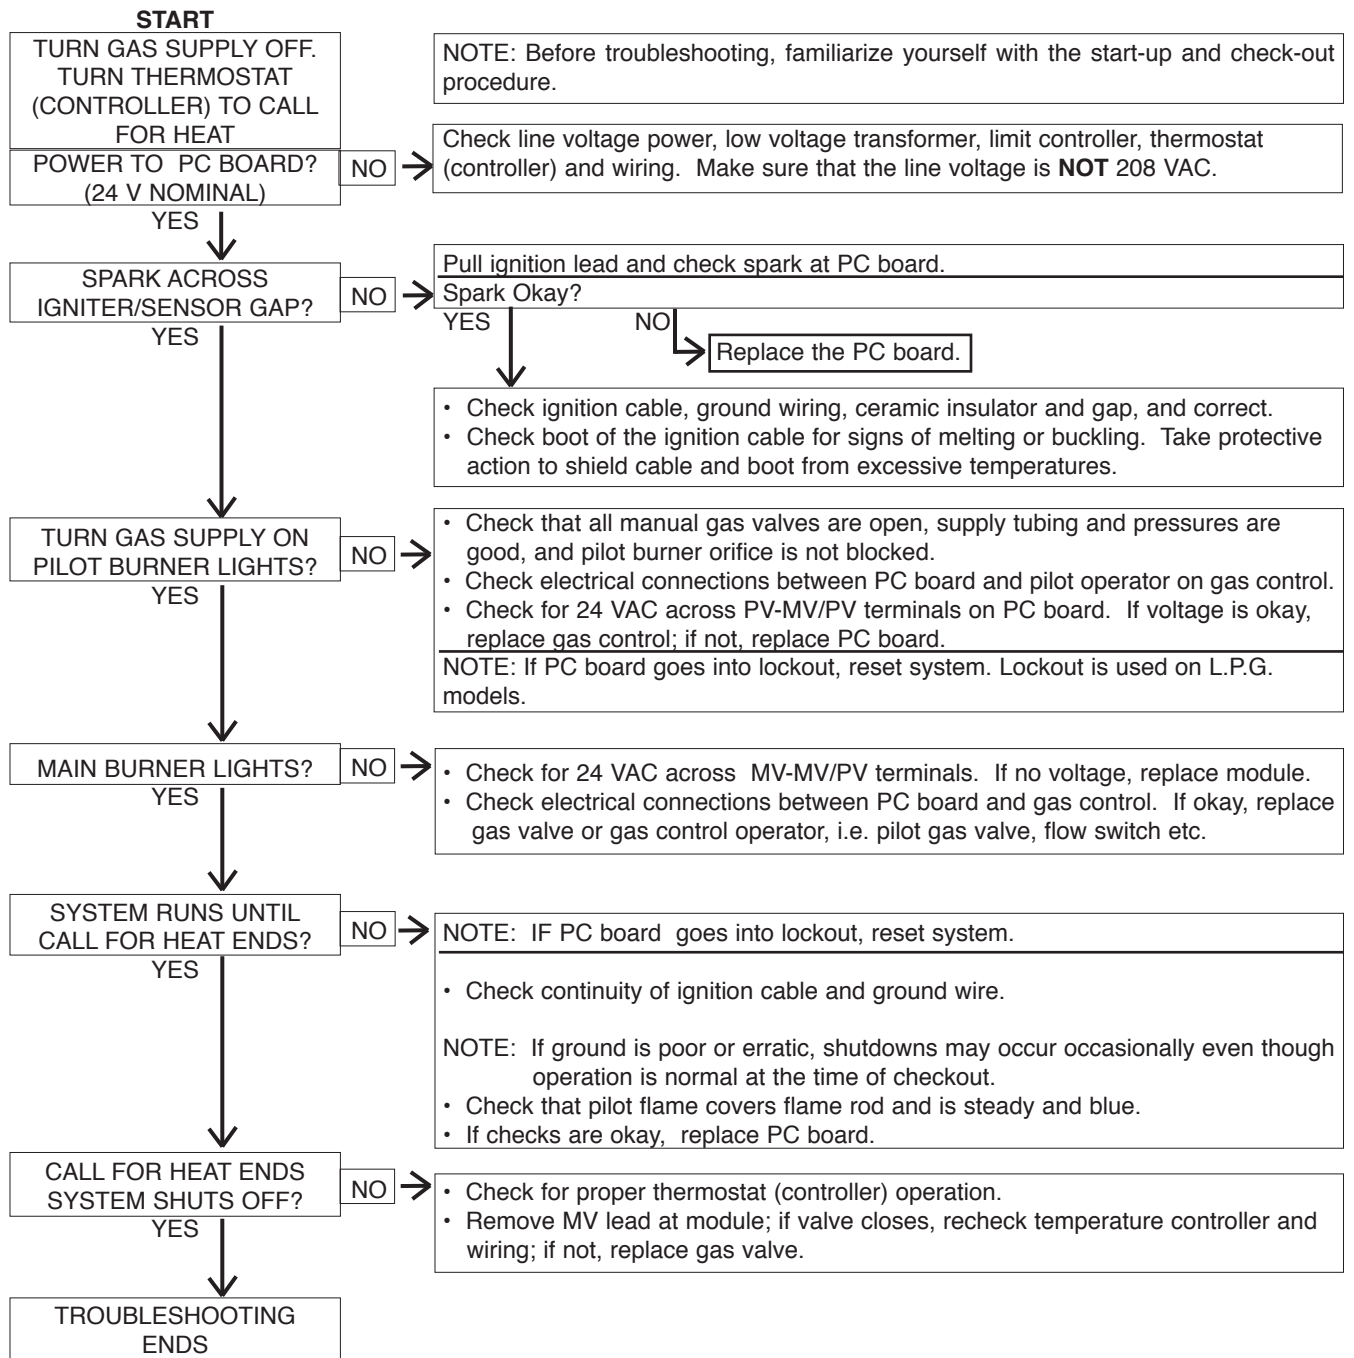 START
TURN GAS SUPPLY OFF.
TURN THERMOSTAT
(CONTROLLER) TO CALL
FOR HEAT
NOTE: Before troubleshooting, familiarize yourself with the start-up and check-out
procedure.
POWER TO PC BOARD?
(24 V NOMINAL)
NO
Check line voltage power, low voltage transformer, limit controller, thermostat
(controller) and wiring. Make sure that the line voltage is NOT 208 VAC.
YES
SPARK ACROSS
IGNITER/SENSOR GAP?
NO
Pull ignition lead and check spark at PC board.
Spark Okay?
YES
YES
NO
Replace the PC board.
• Check ignition cable, ground wiring, ceramic insulator and gap, and correct.
• Check boot of the ignition cable for signs of melting or buckling. Take protective
action to shield cable and boot from excessive temperatures.
TURN GAS SUPPLY ON
PILOT BURNER LIGHTS?
NO
• Check that all manual gas valves are open, supply tubing and pressures are
good, and pilot burner orifice is not blocked.
• Check electrical connections between PC board and pilot operator on gas control.
• Check for 24 VAC across PV-MV/PV terminals on PC board. If voltage is okay,
replace gas control; if not, replace PC board.
NOTE: If PC board goes into lockout, reset system. Lockout is used on L.P.G.
models.
YES
MAIN BURNER LIGHTS?
NO
• Check for 24 VAC across MV-MV/PV terminals. If no voltage, replace module.
• Check electrical connections between PC board and gas control. If okay, replace
gas valve or gas control operator, i.e. pilot gas valve, flow switch etc.
YES
SYSTEM RUNS UNTIL
CALL FOR HEAT ENDS?
NO
NOTE: IF PC board goes into lockout, reset system.
• Check continuity of ignition cable and ground wire.
NOTE: If ground is poor or erratic, shutdowns may occur occasionally even though
operation is normal at the time of checkout.
• Check that pilot flame covers flame rod and is steady and blue.
• If checks are okay, replace PC board.
YES
CALL FOR HEAT ENDS
SYSTEM SHUTS OFF?
NO
• Check for proper thermostat (controller) operation.
• Remove MV lead at module; if valve closes, recheck temperature controller and
wiring; if not, replace gas valve.
YES
TROUBLESHOOTING
ENDS